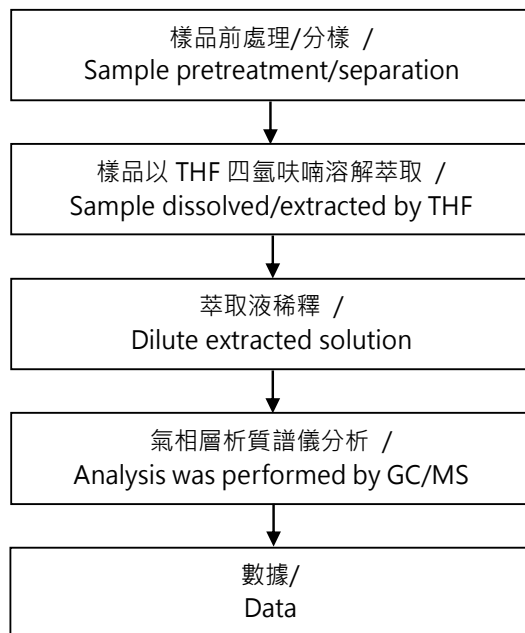 樣品前處理/分樣 /
Sample pretreatment/separation
樣品以 THF 四氫呋喃溶解萃取 /
Sample dissolved/extracted by THF
萃取液稀釋 /
Dilute extracted solution
氣相層析質譜儀分析 /
Analysis was performed by GC/MS
數據/
Data